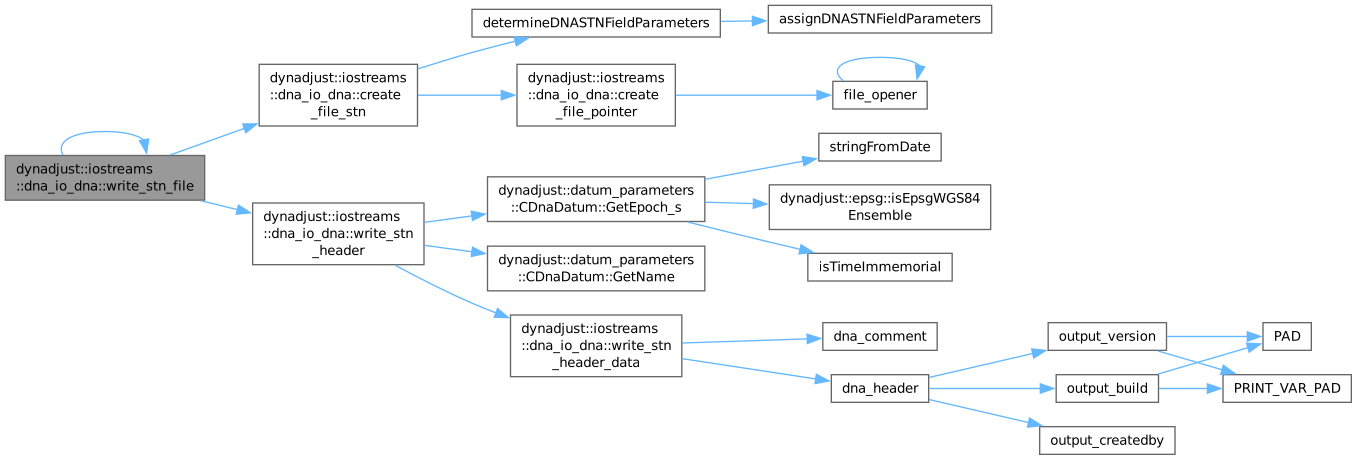 dynadjust::iostreams
::dna_io_dna::write_stn_file
dynadjust::iostreams
::dna_io_dna::create
_file_stn
determineDNASTNFieldParameters
assignDNASTNFieldParameters
dynadjust::iostreams
::dna_io_dna::create
_file_pointer
file_opener
dynadjust::iostreams
::dna_io_dna::write_stn
_header
dynadjust::datum_parameters
::CDnaDatum::GetEpoch_s
stringFromDate
dynadjust::epsg::isEpsgWGS84
Ensemble
isTimeImmemorial
dynadjust::datum_parameters
::CDnaDatum::GetName
dynadjust::iostreams
::dna_io_dna::write_stn
_header_data
dna_comment
dna_header
output_version
output_build
output_createdby
PAD
PRINT_VAR_PAD